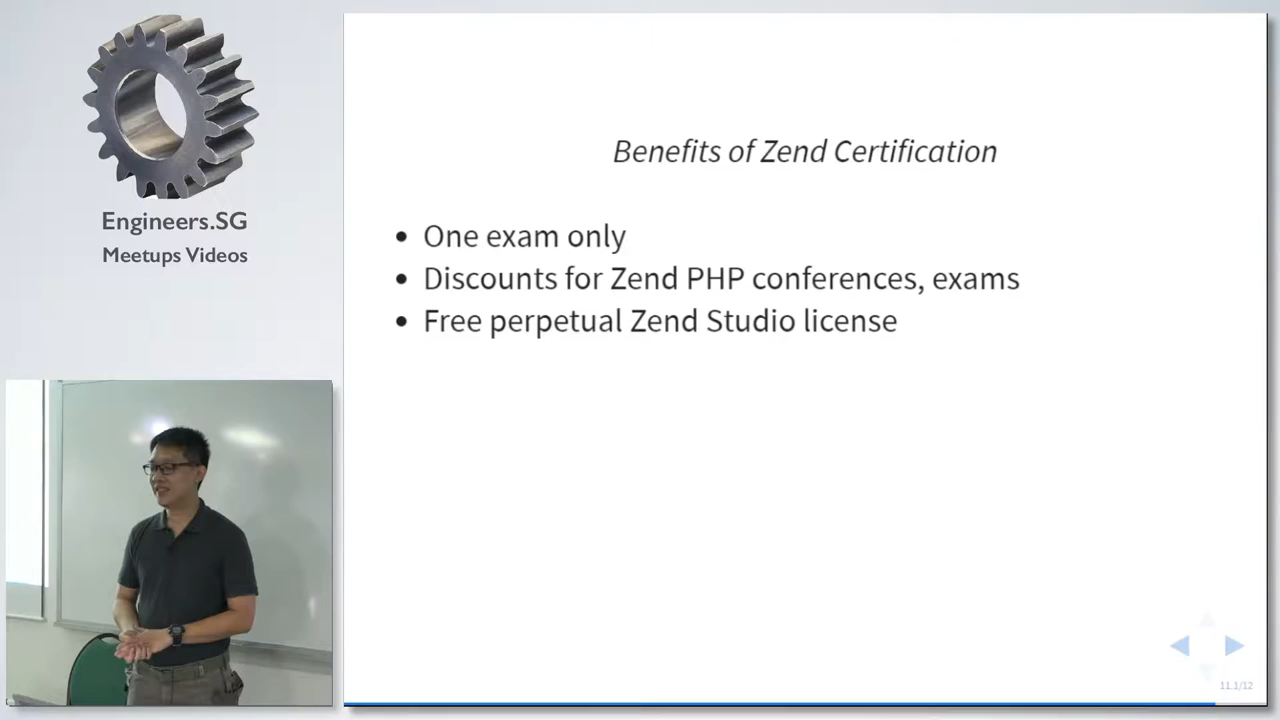 Engineers.SG
Meetups Videos
Benefits of Zend Certification
• One exam only
• Discounts for Zend PHP conferences, exams
• Free perpetual Zend Studio license
11.1/12